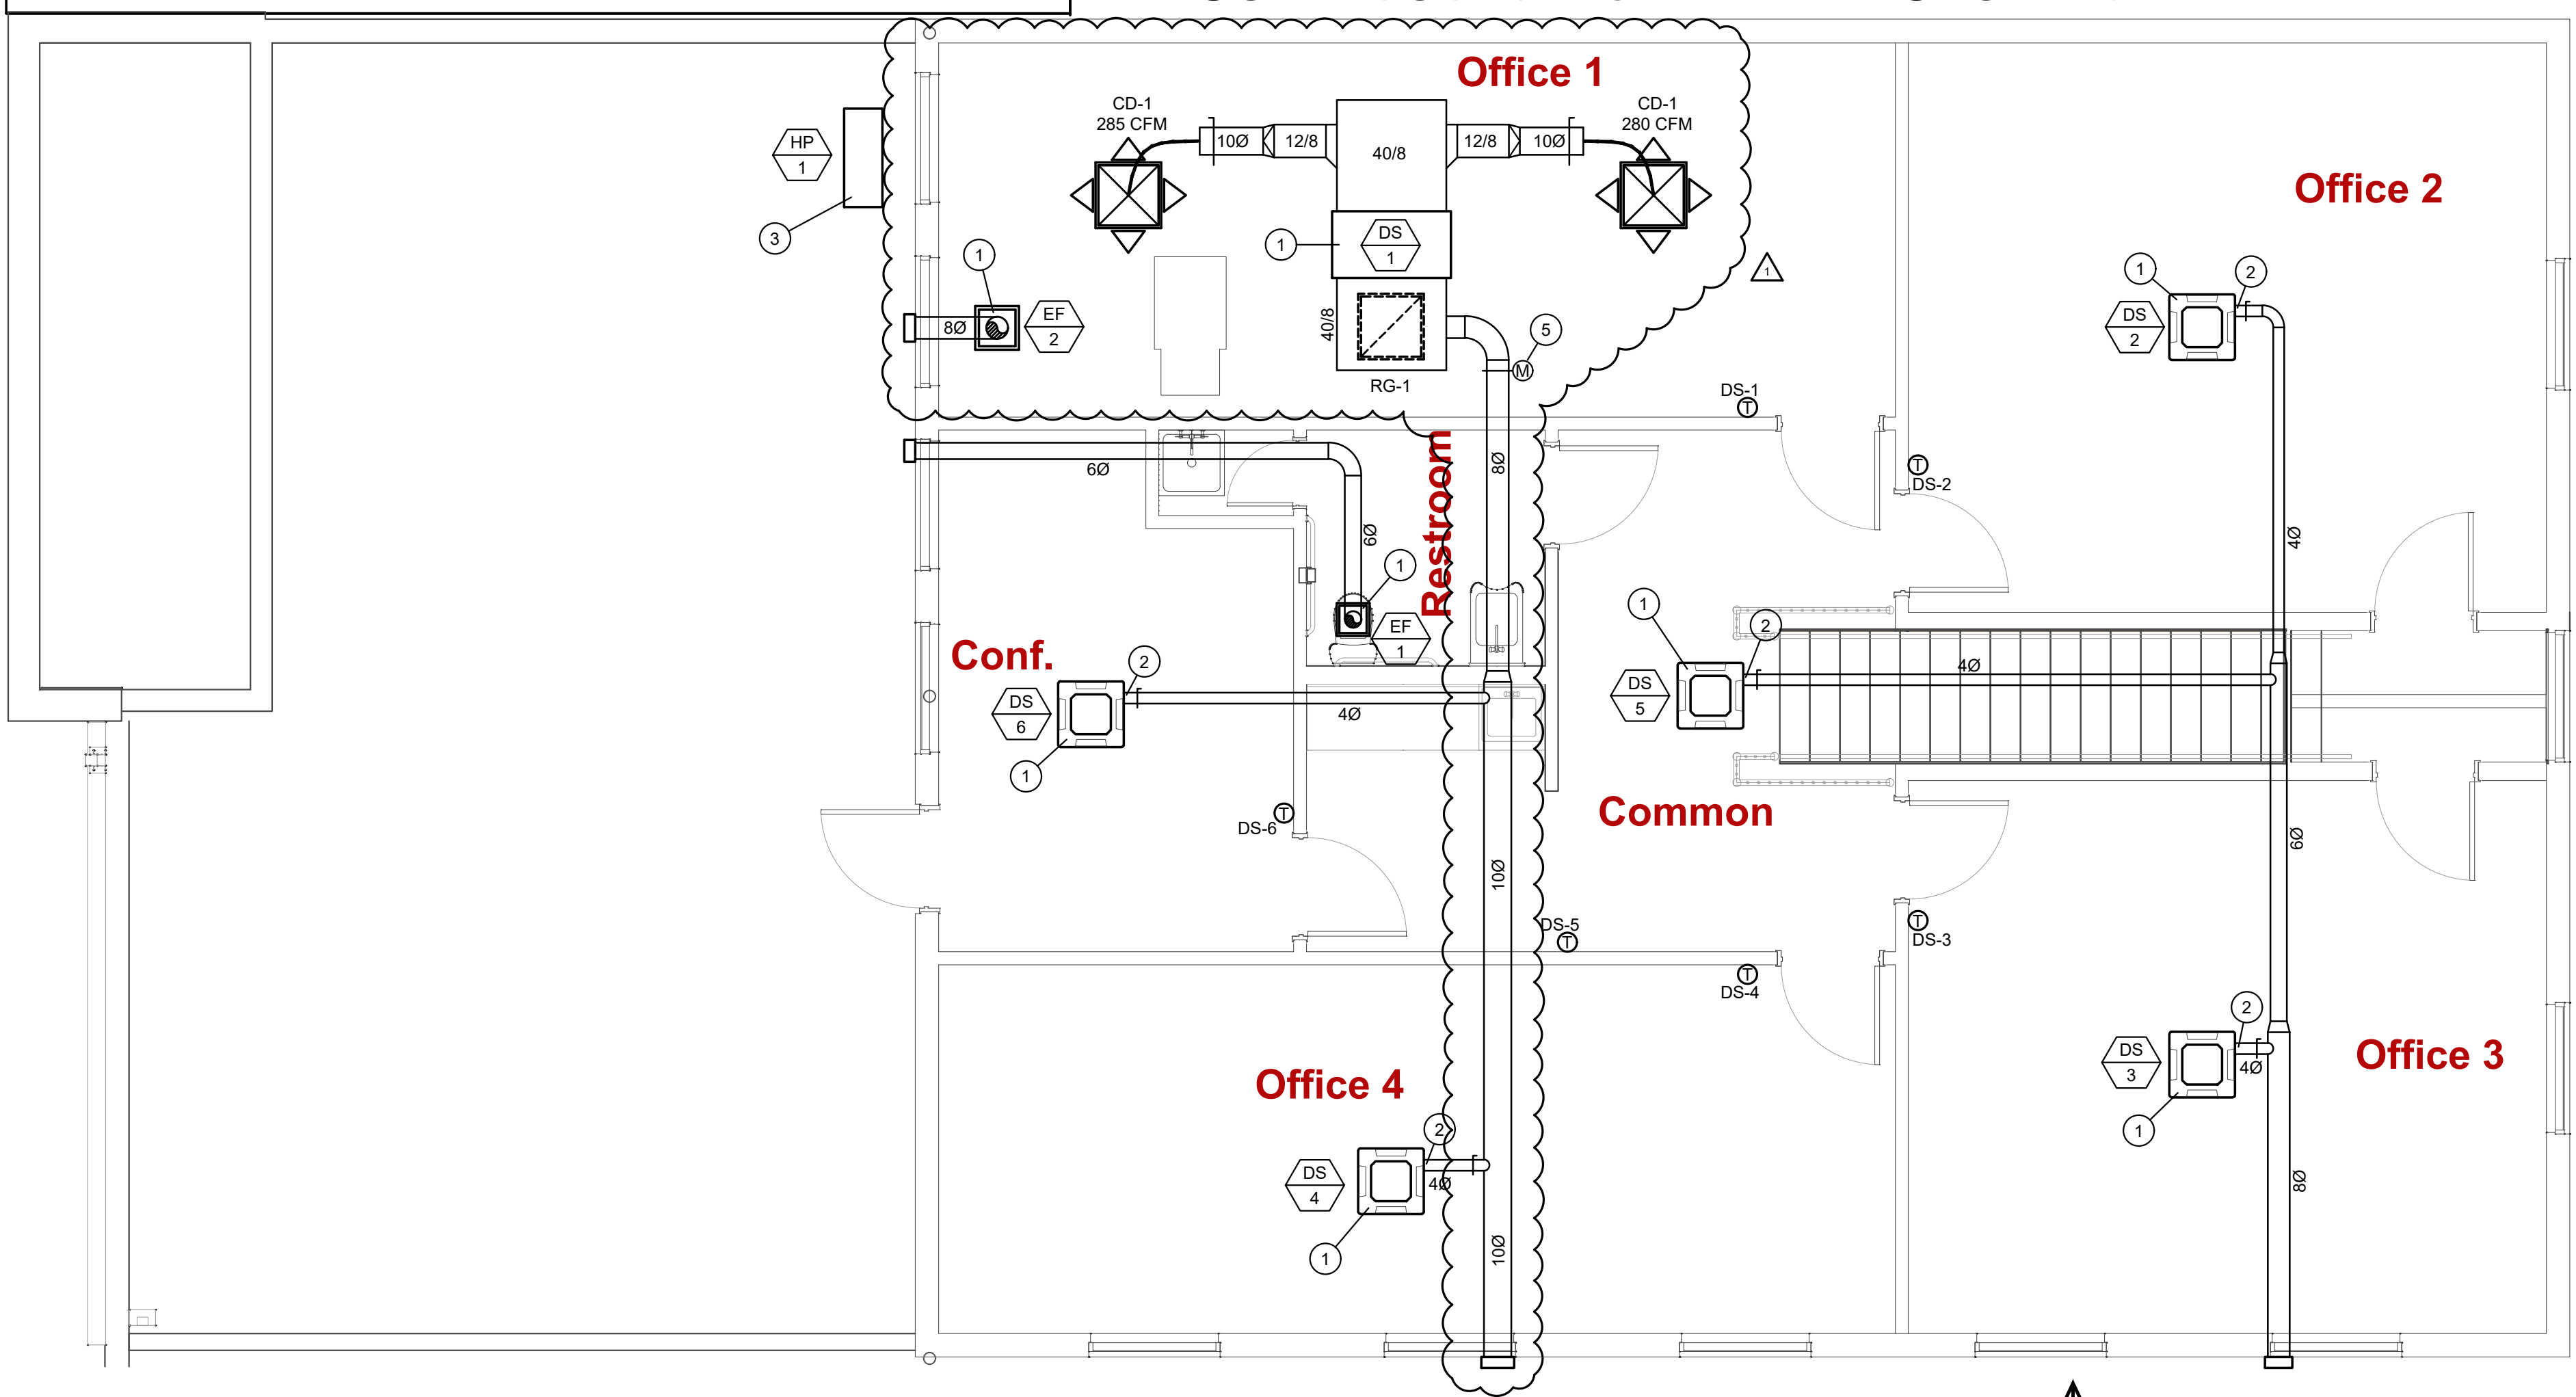 Office 1
CD-1
285 CFM
CD-1
280 CFM
10Ø
12/8
40/8
12/8
10Ø
HP
1
3
Office 2
1
DS
1
1
EF
2
8Ø
40/8
RG-1
5
M
1
1
2
DS
2
DS-1
T
T
DS-2
6Ø
6Ø
Restroom
8Ø
4Ø
1
EF
1
Conf.
2
DS
6
1
4Ø
1
2
DS
5
4Ø
Common
T
DS-6
10Ø
6Ø
DS-5
T
T
DS-3
T
DS-4
Office 4
2
DS
4
4Ø
1
10Ø
2
DS
3
4Ø
1
Office 3
8Ø